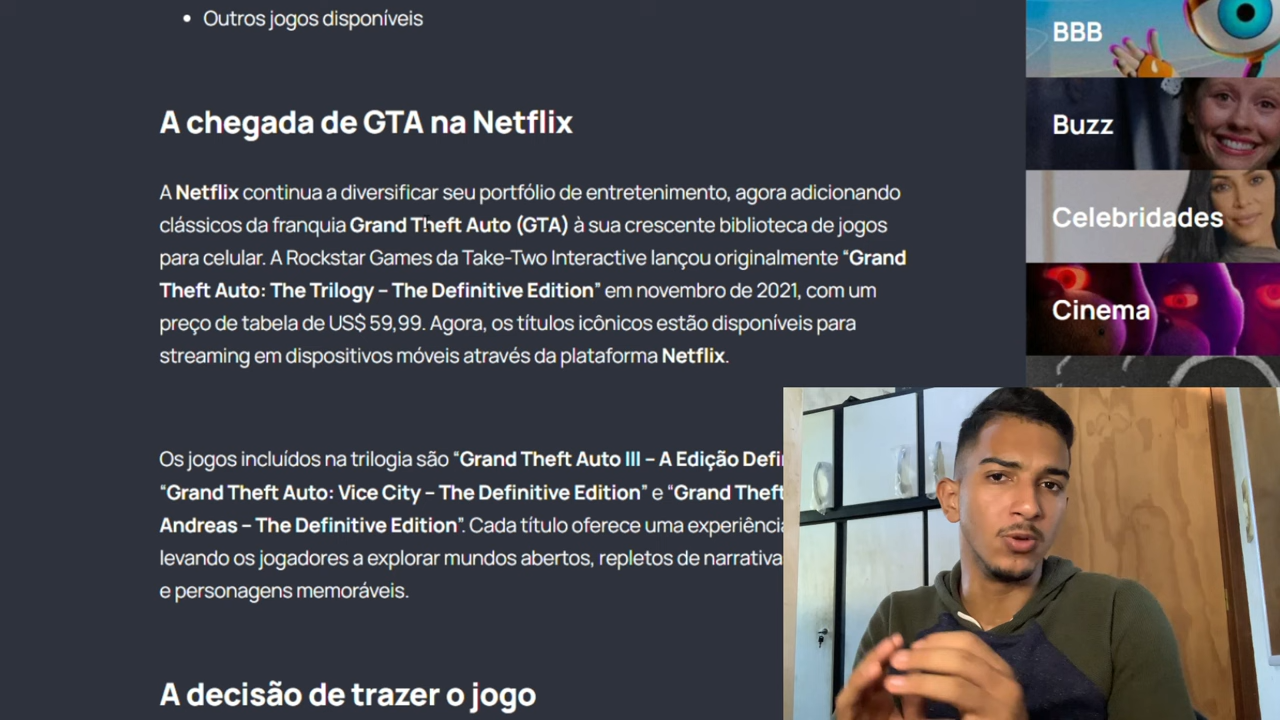 Outros jogos disponíveis
A chegada de GTA na Netflix
A Netflix continua a diversificar seu portfólio de entretenimento, agora adicionando
clássicos da franquia Grand Theft Auto (GTA) à sua crescente biblioteca de jogos
para celular. A Rockstar Games da Take-Two Interactive lançou originalmente “Grand
Theft Auto: The Trilogy – The Definitive Edition” em novembro de 2021, com um
preço de tabela de US$ 59,99. Agora, os títulos icônicos estão disponíveis para
streaming em dispositivos móveis através da plataforma Netflix.
Os jogos incluídos na trilogia são “Grand Theft Auto III – A Edição Defi
“Grand Theft Auto: Vice City – The Definitive Edition” e “Grand Theft
Andreas – The Definitive Edition”. Cada título oferece uma experiência
levando os jogadores a explorar mundos abertos, repletos de narrativa
e personagens memoráveis.
A decisão de trazer o jogo
BBB
Buzz
Celebridades
Cinema